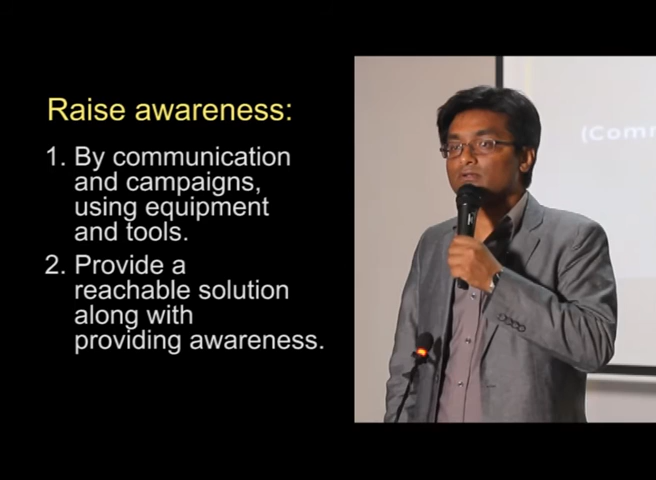 Raise awareness:
1. By communication
and campaigns,
using equipment
and tools.
2. Provide a
reachable solution
along with
providing awareness.